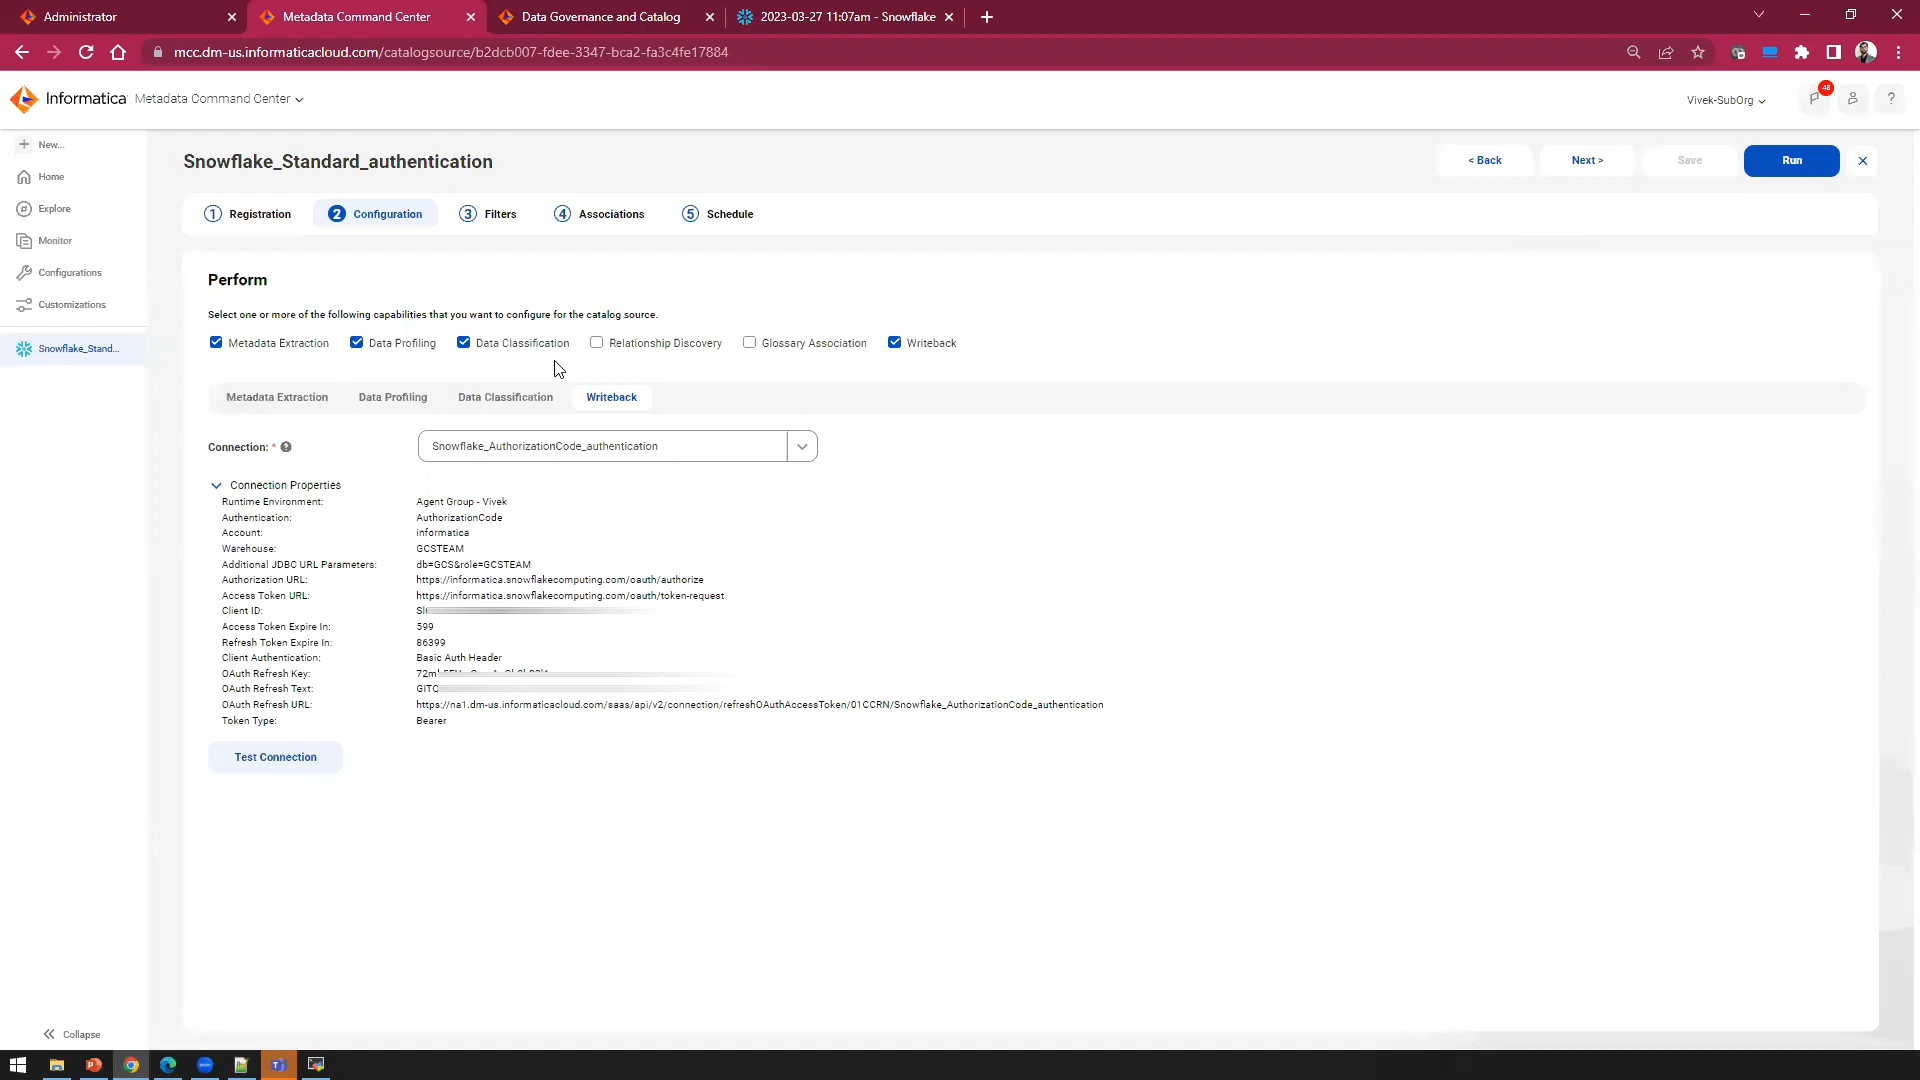 Administrator
Metadata Command Center
Data Governance and Catalog
2023-03-27 11:07am - Snowflake
mcc.dm-us.informaticacloud.com/catalogsource/b2dcb007-fdee-3347-bca2-fa3c4fe17884
Informatica Metadata Command Center
Vivek-SubOrg
48
?
New...
Home
Explore
Monitor
Configurations
Customizations
Snowflake_Stand...
Collapse
Snowflake_Standard_authentication
< Back Next > Save Run
1 Registration 2 Configuration 3 Filters 4 Associations 5 Schedule
Perform
Select one or more of the following capabilities that you want to configure for the catalog source.
Metadata Extraction Data Profiling Data Classification Relationship Discovery Glossary Association Writeback
Metadata Extraction Data Profiling Data Classification Writeback
Connection: * ? Snowflake_AuthorizationCode_authentication
Connection Properties
Runtime Environment: Agent Group - Vivek
Authentication: AuthorizationCode
Account: informatica
Warehouse: GCSTEAM
Additional JDBC URL Parameters: db=GCS&role=GCSTEAM
Authorization URL: https://informatica.snowflakecomputing.com/oauth/authorize
Access Token URL: https://informatica.snowflakecomputing.com/oauth/token-request
Client ID:
Access Token Expire In: 599
Refresh Token Expire In: 86399
Client Authentication: Basic Auth Header
OAuth Refresh Key:
OAuth Refresh Text:
OAuth Refresh URL: https://na1.dm-us.informaticacloud.com/saas/api/v2/connection/refreshOAuthAccessToken/01CCRN/Snowflake_AuthorizationCode_authentication
Token Type: Bearer
Test Connection